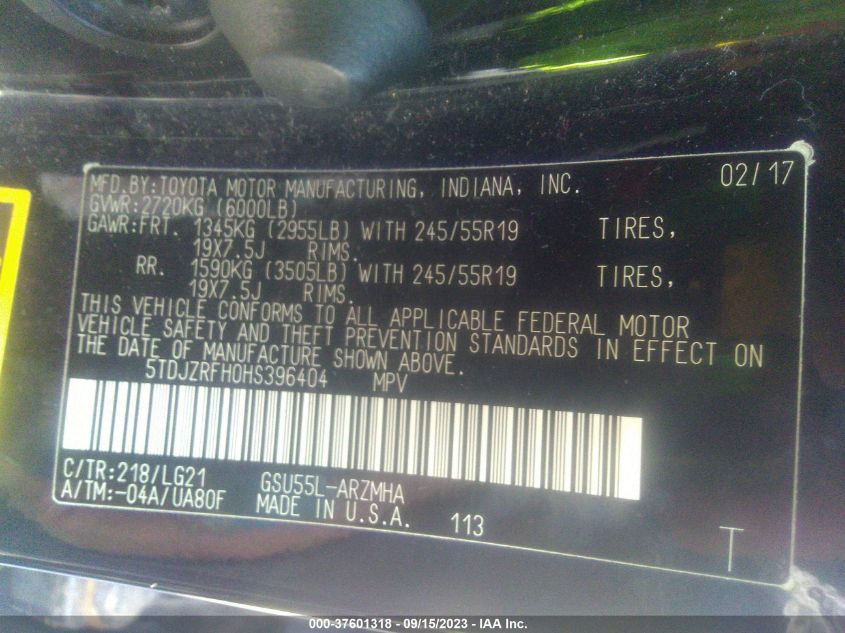 MFD.BY:TOYOTA MOTOR MANUFACTURING, INDIANA, INC. 02/17
GVWR:2720KG (6000LB)
GAWR:FRT. 1345KG (2955LB) WITH 245/55R19 TIRES,
19X7.5J RIMS.
RR. 1590KG (3505LB) WITH 245/55R19 TIRES,
19X7.5J RIMS.
THIS VEHICLE CONFORMS TO ALL APPLICABLE FEDERAL MOTOR
VEHICLE SAFETY AND THEFT PREVENTION STANDARDS IN EFFECT ON
THE DATE OF MANUFACTURE SHOWN ABOVE.
5TDJZRFH0HS396404 MPV
C/TR:218/LG21 GSU55L-ARZMHA
A/TM:-04A/UA80F MADE IN U.S.A. 113
T
000-37601318 - 09/15/2023 - IAA Inc.